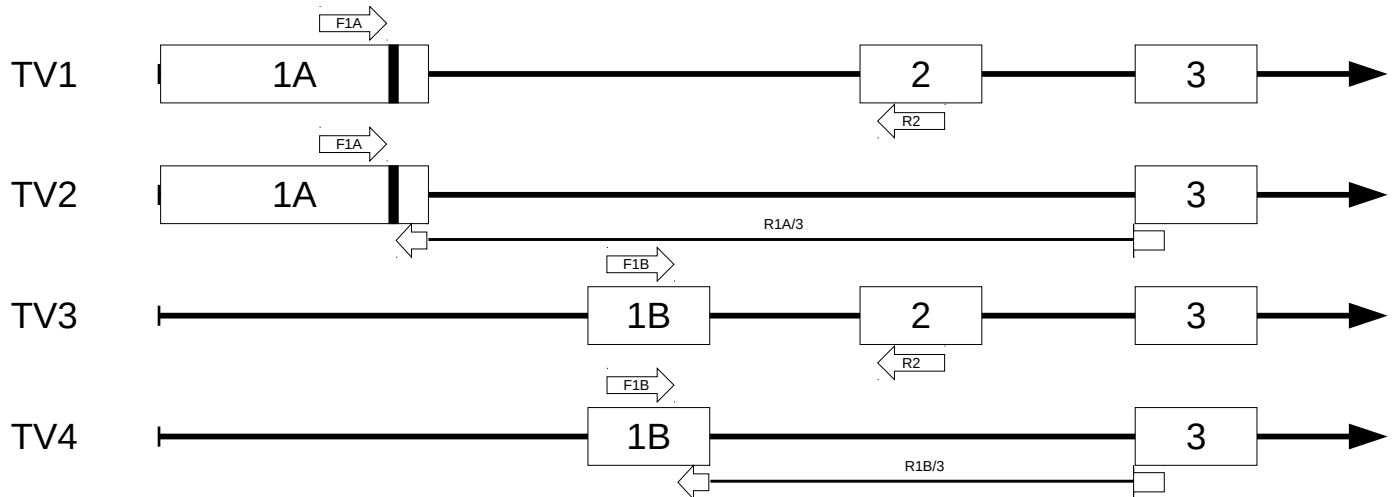 F1A
TV1 1A 2 3
R2
F1A
TV2 1A 3
R1A/3
F1B
TV3 1B 2 3
R2
F1B
TV4 1B 3
R1B/3